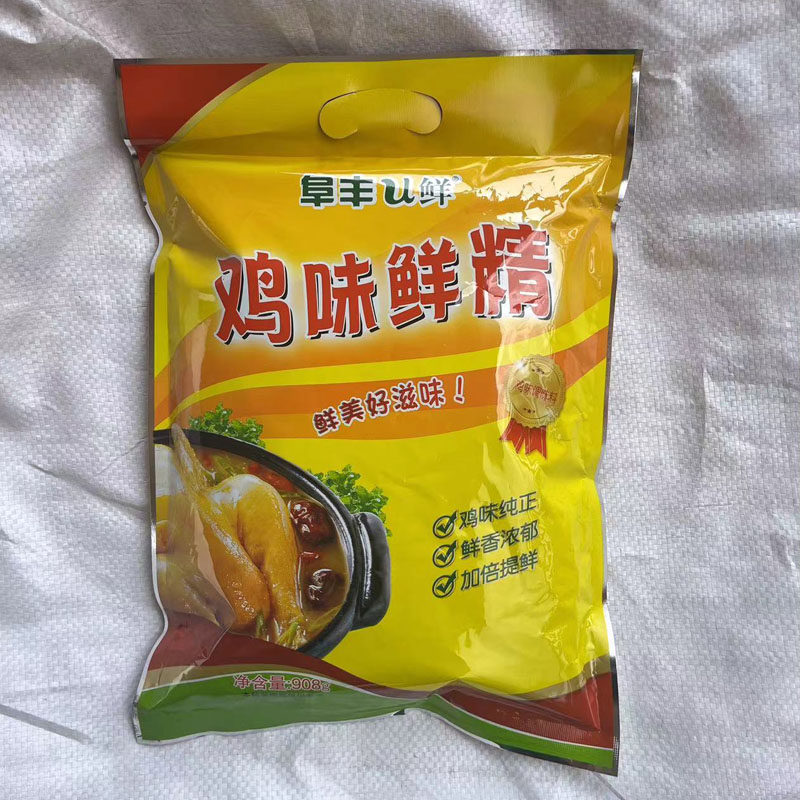 阜丰u鲜®
鸡味鲜精
鲜美好滋味！
鸡味纯正
鲜香浓郁
加倍提鲜
净含量:908g